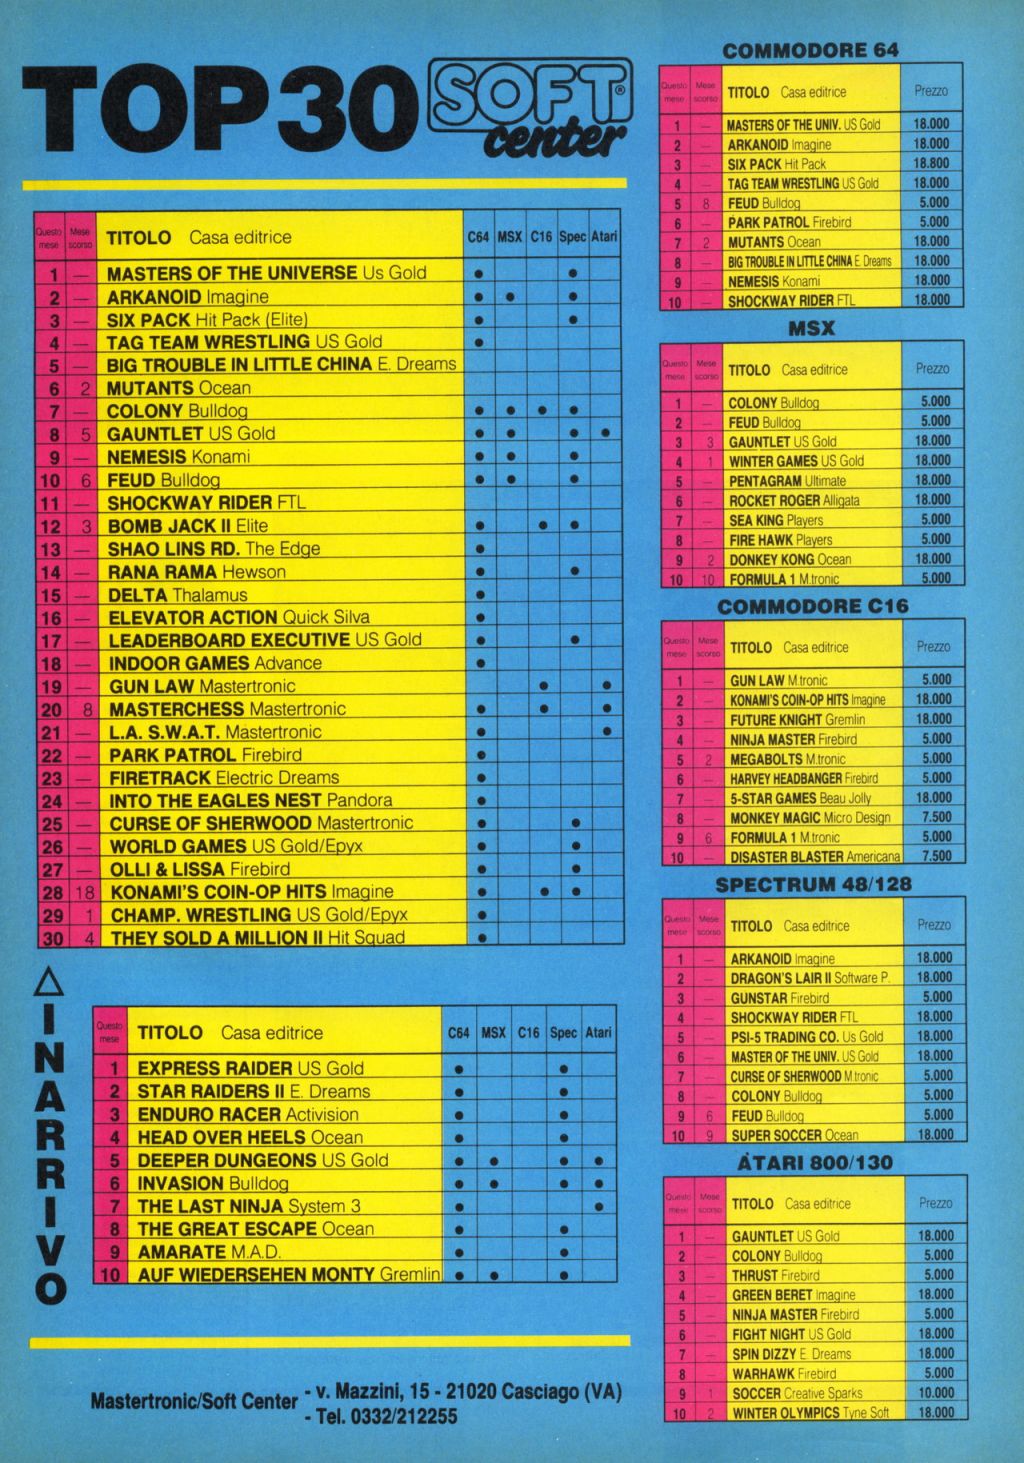 TOP 30 SOFT® center
Questo mese Mese scorso TITOLO Casa editrice C64 MSX C16 Spec Atari
1 — MASTERS OF THE UNIVERSE Us Gold • •
2 — ARKANOID Imagine • • •
3 — SIX PACK Hit Pack (Elite) • •
4 — TAG TEAM WRESTLING US Gold •
5 — BIG TROUBLE IN LITTLE CHINA E. Dreams
6 2 MUTANTS Ocean
7 — COLONY Bulldog • • • •
8 5 GAUNTLET US Gold • • • •
9 — NEMESIS Konami • • •
10 6 FEUD Bulldog • • •
11 — SHOCKWAY RIDER FTL
12 3 BOMB JACK II Elite • • •
13 — SHAO LINS RD. The Edge •
14 — RANA RAMA Hewson • •
15 — DELTA Thalamus •
16 — ELEVATOR ACTION Quick Silva •
17 — LEADERBOARD EXECUTIVE US Gold • •
18 — INDOOR GAMES Advance •
19 — GUN LAW Mastertronic • •
20 8 MASTERCHESS Mastertronic • • •
21 — L.A. S.W.A.T. Mastertronic • •
22 — PARK PATROL Firebird •
23 — FIRETRACK Electric Dreams •
24 — INTO THE EAGLES NEST Pandora •
25 — CURSE OF SHERWOOD Mastertronic • •
26 — WORLD GAMES US Gold/Epyx • •
27 — OLLI & LISSA Firebird • •
28 18 KONAMI'S COIN-OP HITS Imagine • • •
29 1 CHAMP. WRESTLING US Gold/Epyx •
30 4 THEY SOLD A MILLION II Hit Squad •
IN ARRIVO
Questo mese TITOLO Casa editrice C64 MSX C16 Spec Atari
1 EXPRESS RAIDER US Gold • •
2 STAR RAIDERS II E. Dreams • •
3 ENDURO RACER Activision • •
4 HEAD OVER HEELS Ocean • •
5 DEEPER DUNGEONS US Gold • • • •
6 INVASION Bulldog • • • •
7 THE LAST NINJA System 3 • •
8 THE GREAT ESCAPE Ocean • •
9 AMARATE M.A.D. • •
10 AUF WIEDERSEHEN MONTY Gremlin • • •
Mastertronic/Soft Center - v. Mazzini, 15 - 21020 Casciago (VA)
- Tel. 0332/212255
COMMODORE 64
Questo mese Mese scorso TITOLO Casa editrice Prezzo
1 — MASTERS OF THE UNIV. US Gold 18.000
2 — ARKANOID Imagine 18.000
3 — SIX PACK Hit Pack 18.800
4 — TAG TEAM WRESTLING US Gold 18.000
5 8 FEUD Bulldog 5.000
6 — PARK PATROL Firebird 5.000
7 2 MUTANTS Ocean 18.000
8 — BIG TROUBLE IN LITTLE CHINA E. Dreams 18.000
9 — NEMESIS Konami 18.000
10 — SHOCKWAY RIDER FTL 18.000
MSX
Questo mese Mese scorso TITOLO Casa editrice Prezzo
1 — COLONY Bulldog 5.000
2 — FEUD Bulldog 5.000
3 3 GAUNTLET US Gold 18.000
4 1 WINTER GAMES US Gold 18.000
5 — PENTAGRAM Ultimate 18.000
6 — ROCKET ROGER Alligata 18.000
7 — SEA KING Players 5.000
8 — FIRE HAWK Players 5.000
9 2 DONKEY KONG Ocean 18.000
10 10 FORMULA 1 M.tronic 5.000
COMMODORE C16
Questo mese Mese scorso TITOLO Casa editrice Prezzo
1 — GUN LAW M.tronic 5.000
2 — KONAMI'S COIN-OP HITS Imagine 18.000
3 — FUTURE KNIGHT Gremlin 18.000
4 — NINJA MASTER Firebird 5.000
5 2 MEGABOLTS M.tronic 5.000
6 — HARVEY HEADBANGER Firebird 5.000
7 — 5-STAR GAMES Beau Jolly 18.000
8 — MONKEY MAGIC Micro Design 7.500
9 6 FORMULA 1 M.tronic 5.000
10 — DISASTER BLASTER Americana 7.500
SPECTRUM 48/128
Questo mese Mese scorso TITOLO Casa editrice Prezzo
1 — ARKANOID Imagine 18.000
2 — DRAGON'S LAIR II Software P. 18.000
3 — GUNSTAR Firebird 5.000
4 — SHOCKWAY RIDER FTL 18.000
5 — PSI-5 TRADING CO. Us Gold 18.000
6 — MASTER OF THE UNIV. US Gold 18.000
7 — CURSE OF SHERWOOD M.tronic 5.000
8 — COLONY Bulldog 5.000
9 6 FEUD Bulldog 5.000
10 9 SUPER SOCCER Ocean 18.000
ATARI 800/130
Questo mese Mese scorso TITOLO Casa editrice Prezzo
1 — GAUNTLET US Gold 18.000
2 — COLONY Bulldog 5.000
3 — THRUST Firebird 5.000
4 — GREEN BERET Imagine 18.000
5 — NINJA MASTER Firebird 5.000
6 — FIGHT NIGHT US Gold 18.000
7 — SPIN DIZZY E. Dreams 18.000
8 — WARHAWK Firebird 5.000
9 1 SOCCER Creative Sparks 10.000
10 2 WINTER OLYMPICS Tyne Soft 18.000